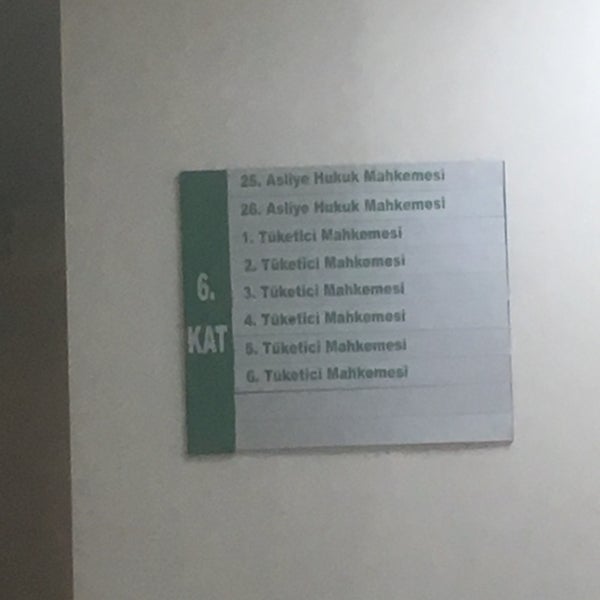 25. Asliye Hukuk Mahkemesi
26. Asliye Hukuk Mahkemesi
1. Tüketici Mahkemesi
2. Tüketici Mahkemesi
3. Tüketici Mahkemesi
4. Tüketici Mahkemesi
5. Tüketici Mahkemesi
6. Tüketici Mahkemesi
6.
KAT